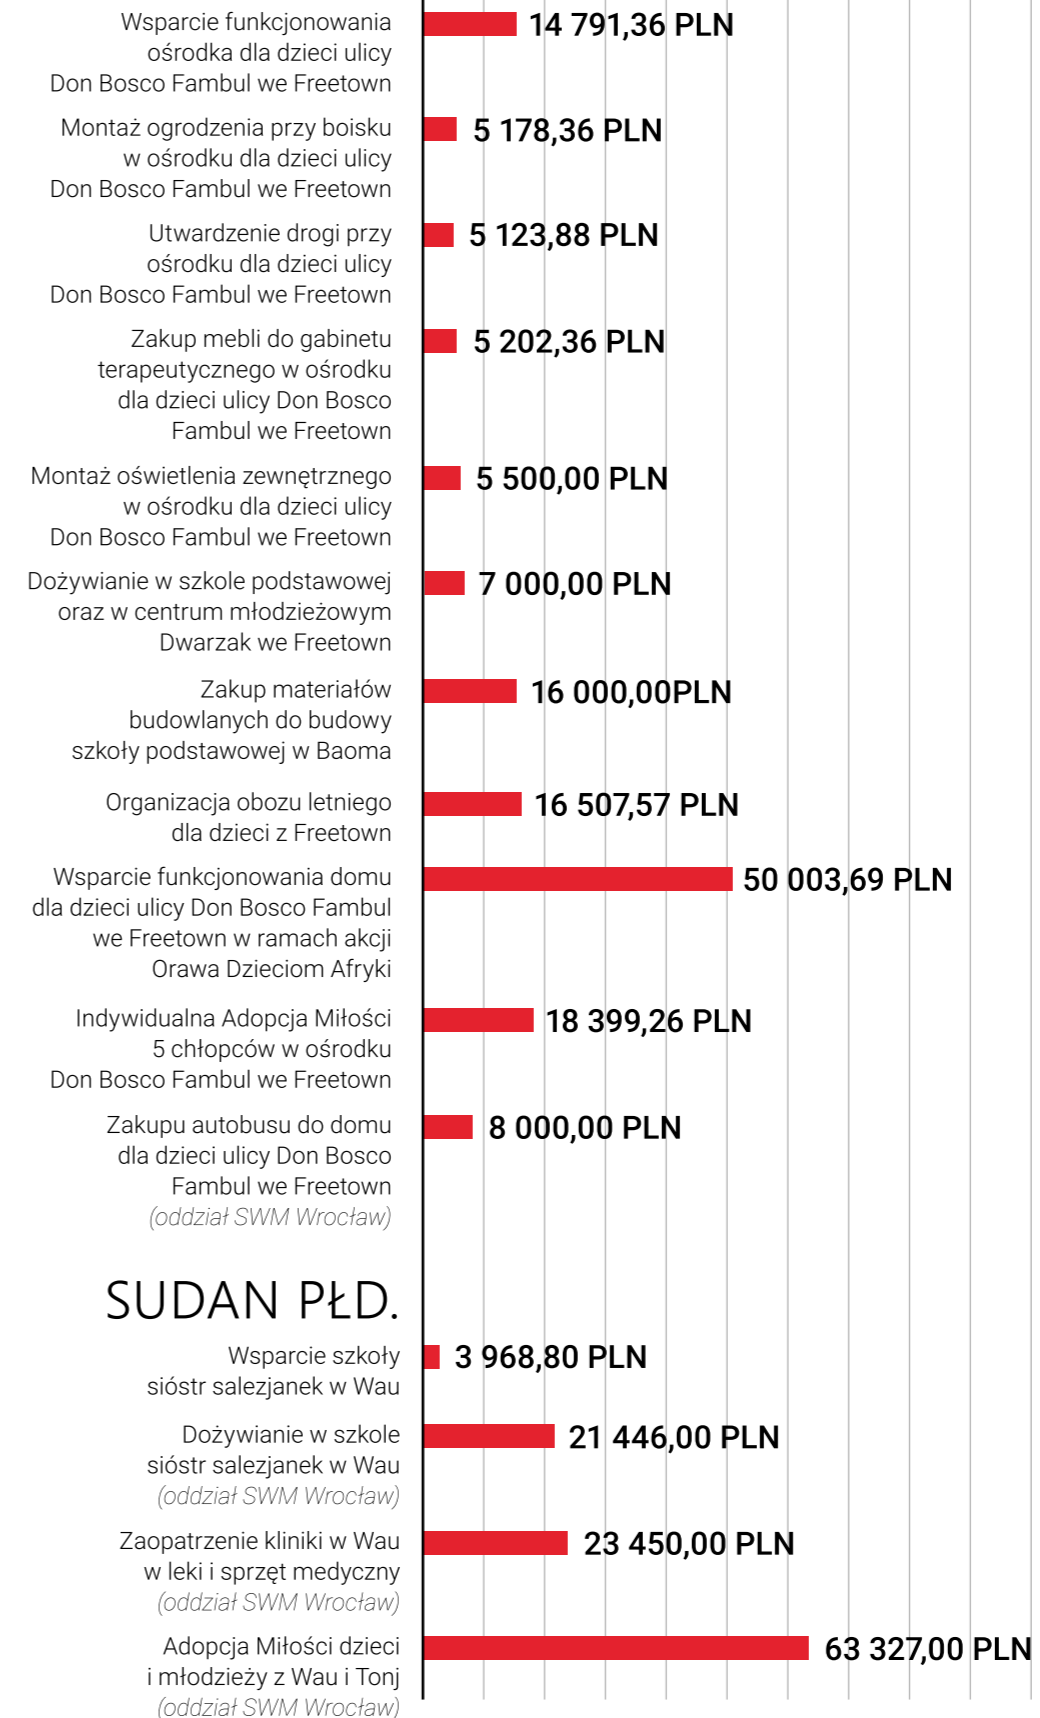 Wsparcie funkcjonowania
ośrodka dla dzieci ulicy
Don Bosco Fambul we Freetown
14 791,36 PLN
Montaż ogrodzenia przy boisku
w ośrodku dla dzieci ulicy
Don Bosco Fambul we Freetown
5 178,36 PLN
Utwardzenie drogi przy
ośrodku dla dzieci ulicy
Don Bosco Fambul we Freetown
5 123,88 PLN
Zakup mebli do gabinetu
terapeutycznego w ośrodku
dla dzieci ulicy Don Bosco
Fambul we Freetown
5 202,36 PLN
Montaż oświetlenia zewnętrznego
w ośrodku dla dzieci ulicy
Don Bosco Fambul we Freetown
5 500,00 PLN
Dożywianie w szkole podstawowej
oraz w centrum młodzieżowym
Dwarzak we Freetown
7 000,00 PLN
Zakup materiałów
budowlanych do budowy
szkoły podstawowej w Baoma
16 000,00PLN
Organizacja obozu letniego
dla dzieci z Freetown
16 507,57 PLN
Wsparcie funkcjonowania domu
dla dzieci ulicy Don Bosco Fambul
we Freetown w ramach akcji
Orawa Dzieciom Afryki
50 003,69 PLN
Indywidualna Adopcja Miłości
5 chłopców w ośrodku
Don Bosco Fambul we Freetown
18 399,26 PLN
Zakupu autobusu do domu
dla dzieci ulicy Don Bosco
Fambul we Freetown
(oddział SWM Wrocław)
8 000,00 PLN
SUDAN PŁD.
Wsparcie szkoły
sióstr salezjanek w Wau
3 968,80 PLN
Dożywianie w szkole
sióstr salezjanek w Wau
(oddział SWM Wrocław)
21 446,00 PLN
Zaopatrzenie kliniki w Wau
w leki i sprzęt medyczny
(oddział SWM Wrocław)
23 450,00 PLN
Adopcja Miłości dzieci
i młodzieży z Wau i Tonj
(oddział SWM Wrocław)
63 327,00 PLN